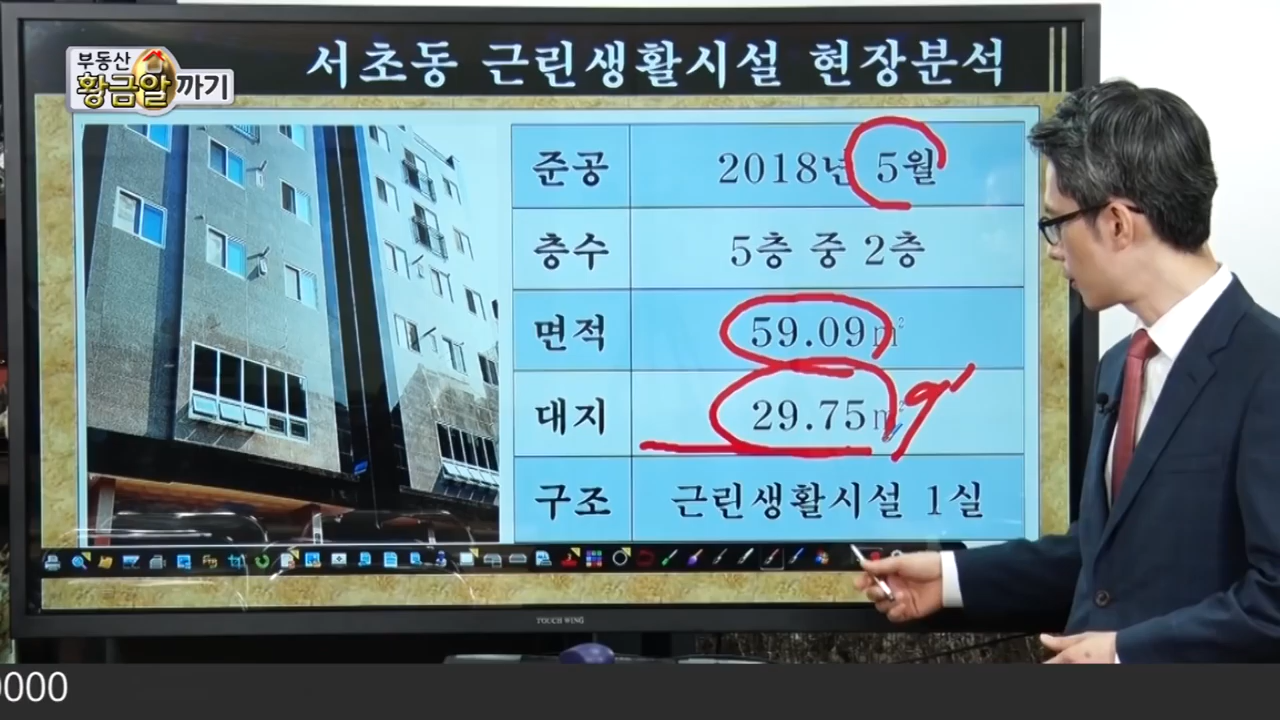 부동산
황금알까기
서초동 근린생활시설 현장분석
준공 2018년 5월
층수 5층 중 2층
면적 59.09㎡
대지 29.75㎡ 9'
구조 근린생활시설 1실
TOUCH WING
0000